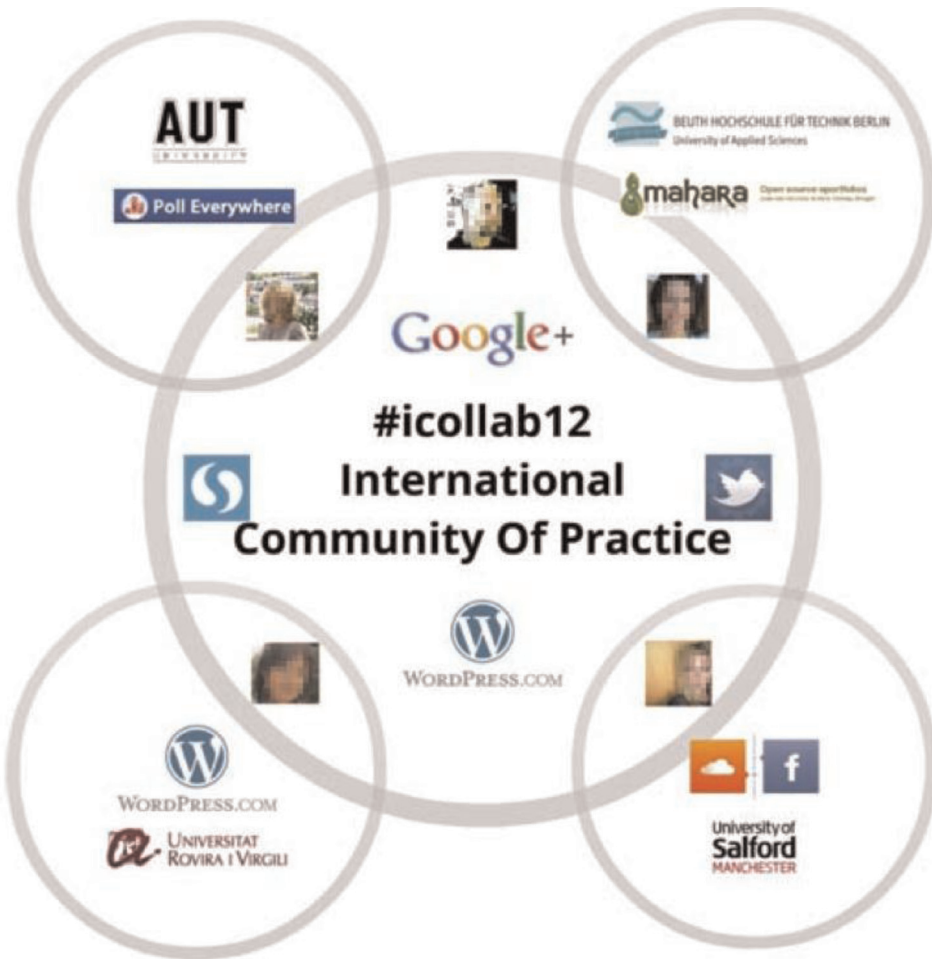 AUT
UNIVERSITY
Poll Everywhere
BEUTH HOCHSCHULE FÜR TECHNIK BERLIN
University of Applied Sciences
mahara
Open source eportfolios
Google+
#icollab12
International
Community Of Practice
W
WORDPRESS.COM
W
WORDPRESS.COM
UNIVERSITAT
ROVIRA I VIRGILI
f
University of
Salford
MANCHESTER